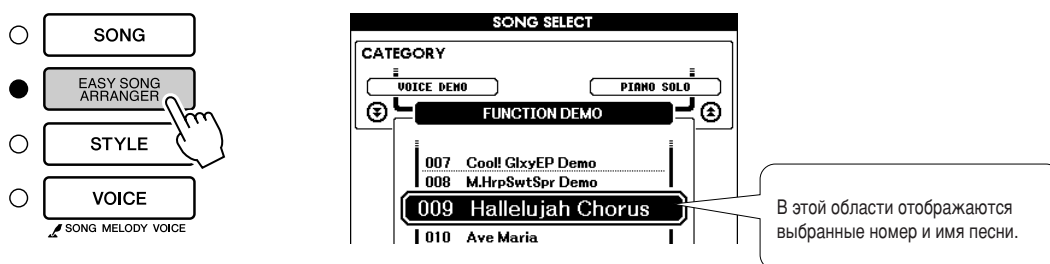 SONG
EASY SONG
ARRANGER
STYLE
VOICE
SONG MELODY VOICE
SONG SELECT
CATEGORY
VOICE DEMO
PIANO SOLO
FUNCTION DEMO
007 Cool! GlxyEP Demo
008 M.HrpSwtSpr Demo
009 Hallelujah Chorus
010 Ave Maria
В этой области отображаются
выбранные номер и имя песни.